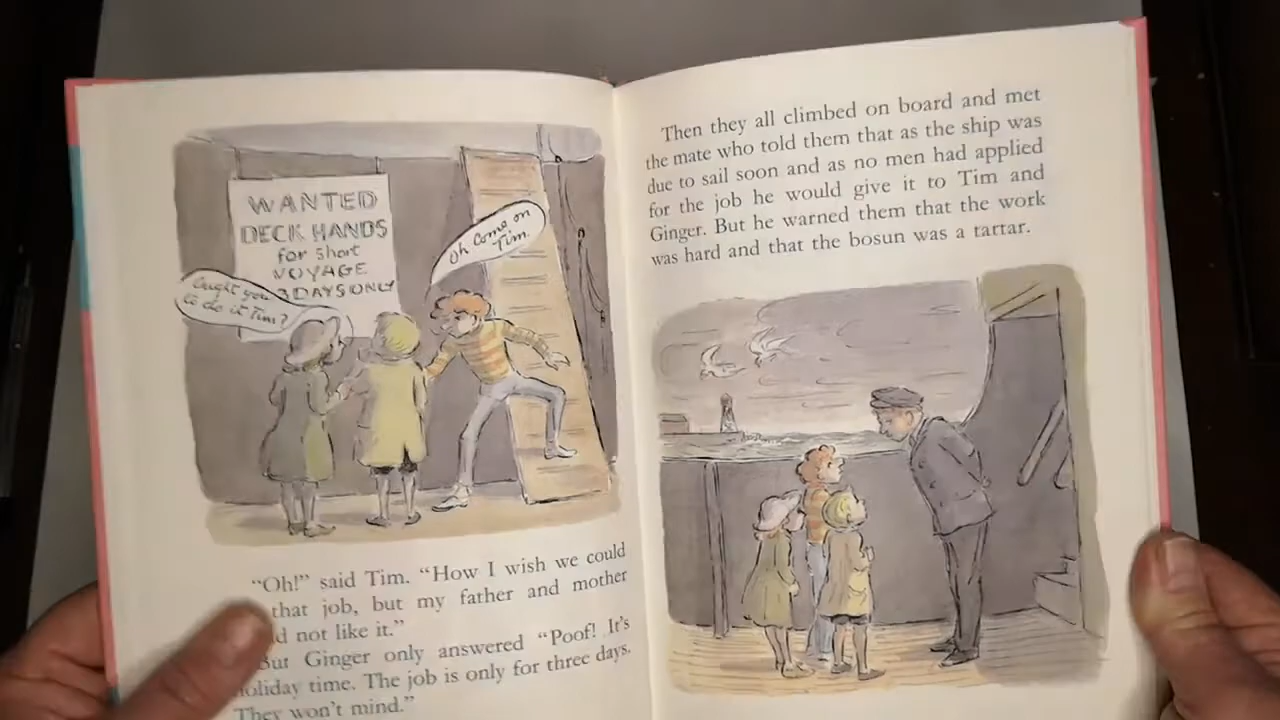 WANTED
DECK HANDS
for Short
VOYAGE
3 DAYS ONLY
Ought you
to do it Tim?
Oh Come on
Tim.
"Oh!" said Tim. "How I wish we could
that job, but my father and mother
not like it."
But Ginger only answered "Poof! It's
holiday time. The job is only for three days.
They won't mind."
Then they all climbed on board and met
the mate who told them that as the ship was
due to sail soon and as no men had applied
for the job he would give it to Tim and
Ginger. But he warned them that the work
was hard and that the bosun was a tartar.